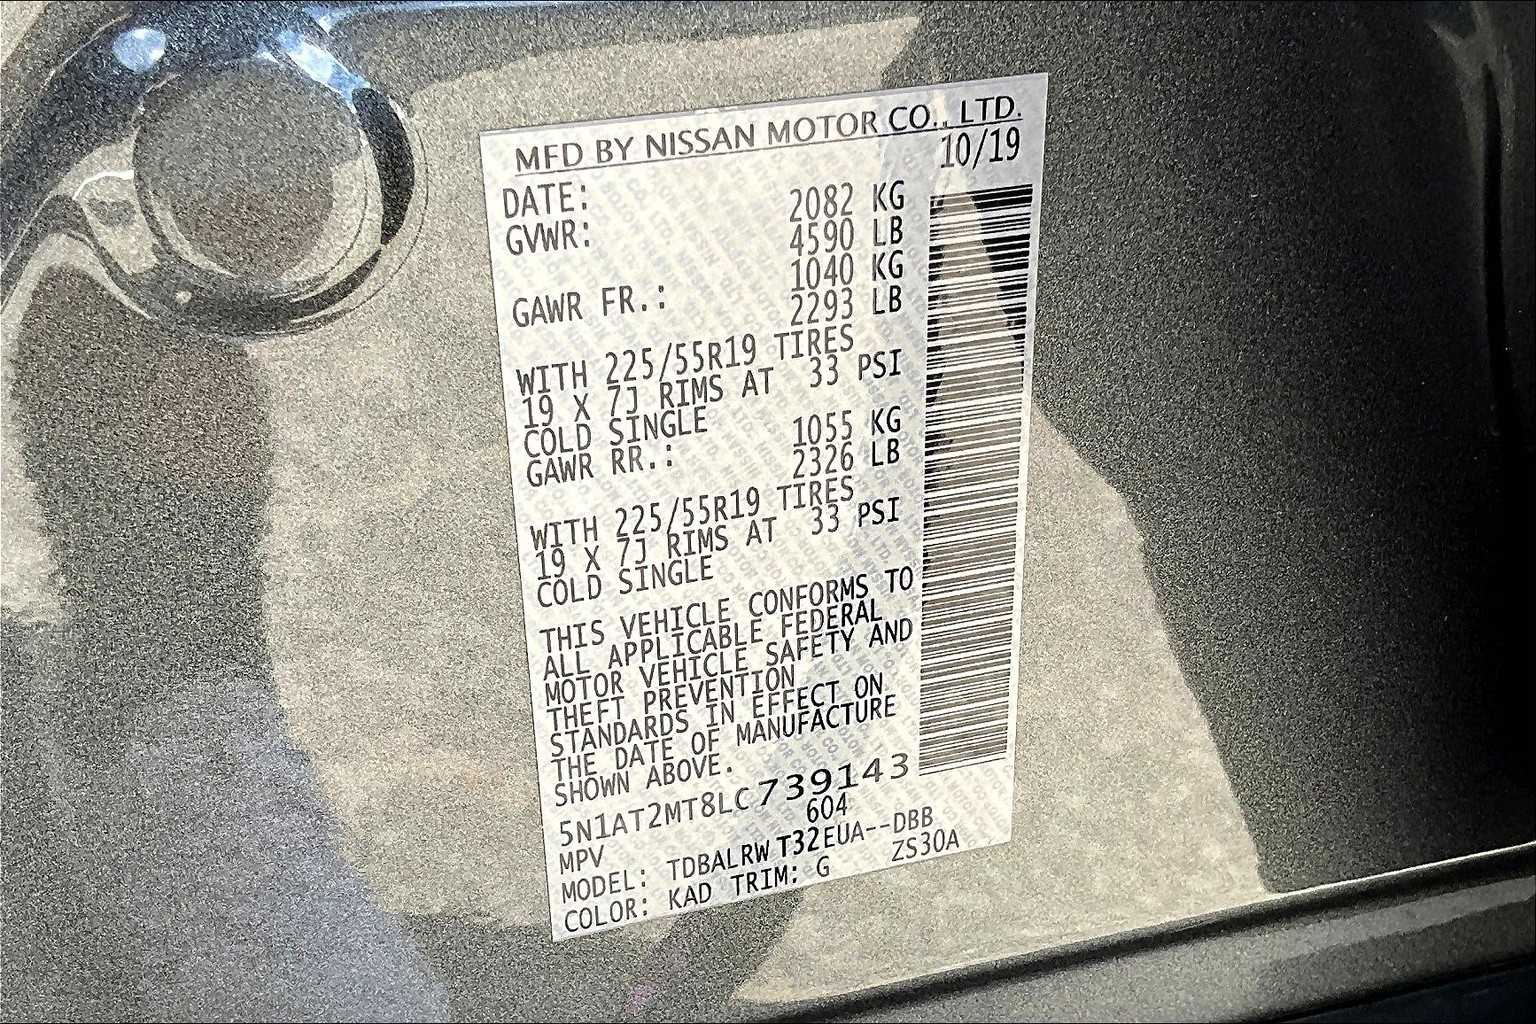 MFD BY NISSAN MOTOR CO., LTD.
DATE: 10/19
GVWR: 2082 KG
4590 LB
GAWR FR.: 1040 KG
2293 LB
WITH 225/55R19 TIRES
19 X 7J RIMS AT 33 PSI
COLD SINGLE
GAWR RR.: 1055 KG
2326 LB
WITH 225/55R19 TIRES
19 X 7J RIMS AT 33 PSI
COLD SINGLE
THIS VEHICLE CONFORMS TO
ALL APPLICABLE FEDERAL
MOTOR VEHICLE SAFETY AND
THEFT PREVENTION
STANDARDS IN EFFECT ON
THE DATE OF MANUFACTURE
SHOWN ABOVE.
5N1AT2MT8LC739143
MPV 604
MODEL: TDBALRWT32EUA--DBB
COLOR: KAD TRIM: G ZS30A